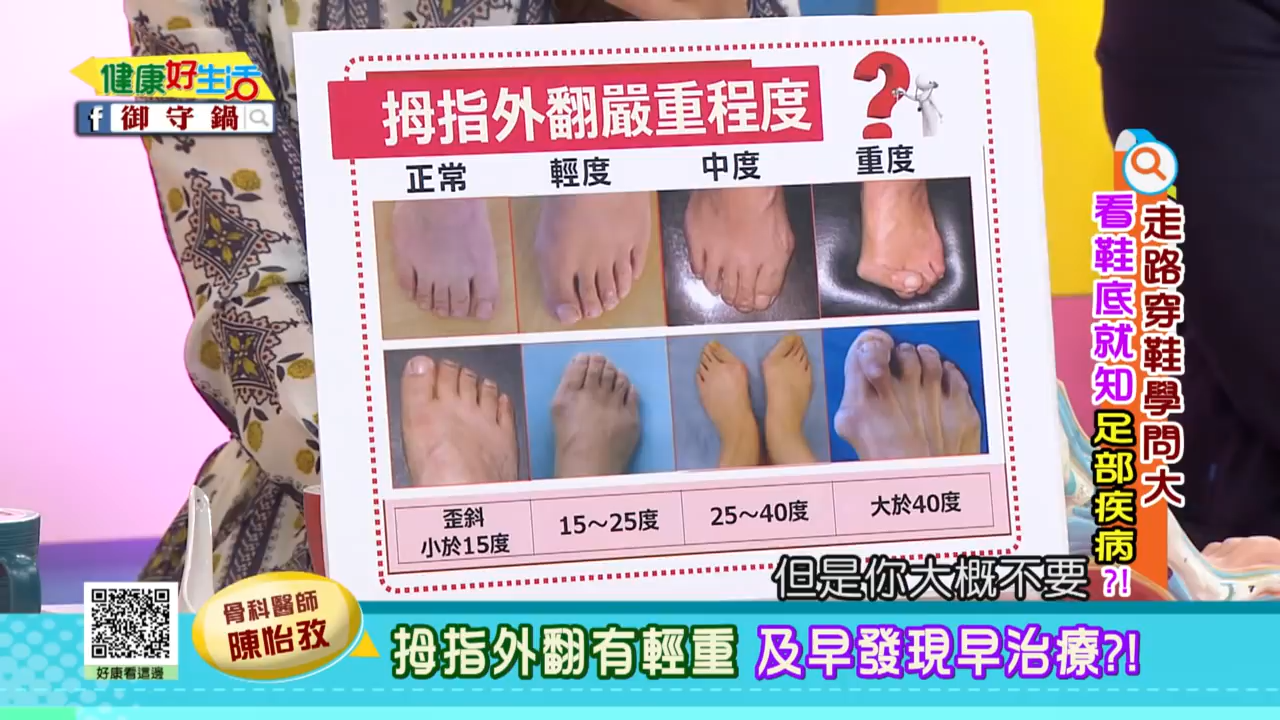 健康好生活
f 御守鍋
拇指外翻嚴重程度
?
正常 輕度 中度 重度
歪斜
小於15度
15～25度
25～40度
大於40度
走路穿鞋學問大
看鞋底就知足部疾病?!
但是你大概不要
好康看這邊
骨科醫師
陳怡孜
拇指外翻有輕重 及早發現早治療?!